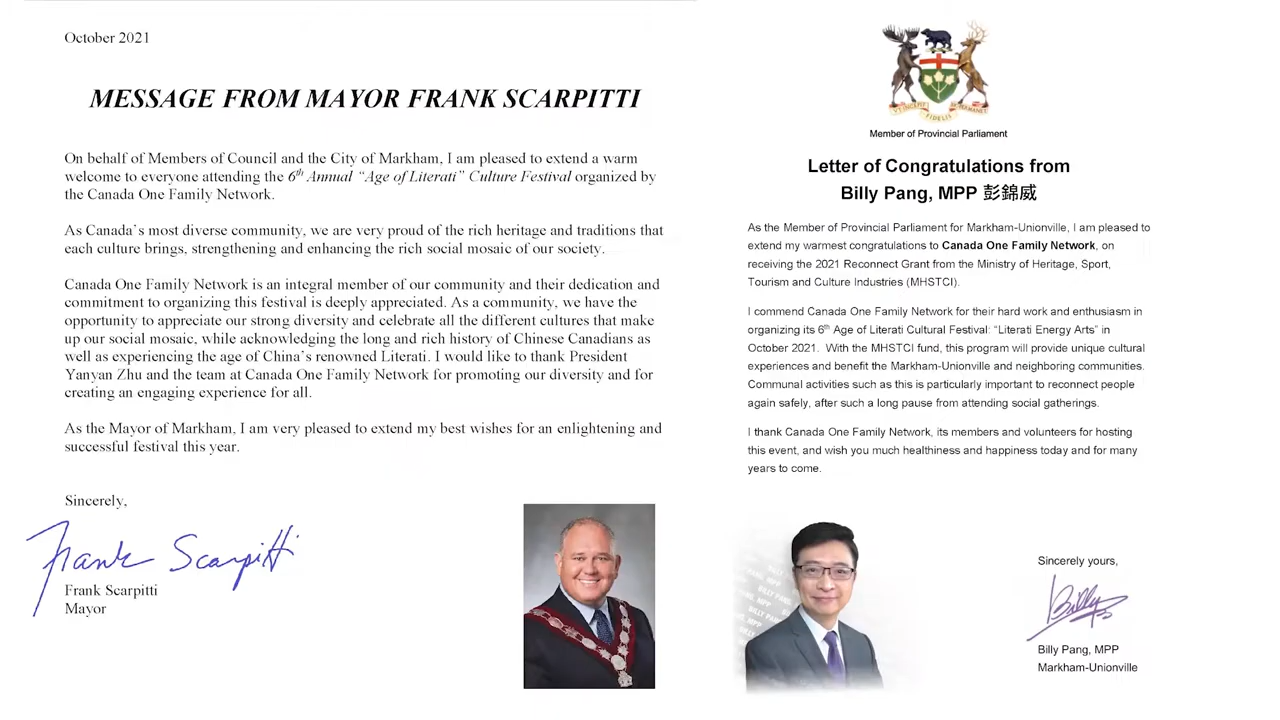 October 2021
MESSAGE FROM MAYOR FRANK SCARPITTI
On behalf of Members of Council and the City of Markham, I am pleased to extend a warm
welcome to everyone attending the 6th Annual “Age of Literati” Culture Festival organized by
the Canada One Family Network.
As Canada’s most diverse community, we are very proud of the rich heritage and traditions that
each culture brings, strengthening and enhancing the rich social mosaic of our society.
Canada One Family Network is an integral member of our community and their dedication and
commitment to organizing this festival is deeply appreciated. As a community, we have the
opportunity to appreciate our strong diversity and celebrate all the different cultures that make
up our social mosaic, while acknowledging the long and rich history of Chinese Canadians as
well as experiencing the age of China’s renowned Literati. I would like to thank President
Yanyan Zhu and the team at Canada One Family Network for promoting our diversity and for
creating an engaging experience for all.
As the Mayor of Markham, I am very pleased to extend my best wishes for an enlightening and
successful festival this year.
Sincerely,
Frank Scarpitti
Frank Scarpitti
Mayor
Member of Provincial Parliament
Letter of Congratulations from
Billy Pang, MPP 彭錦威
As the Member of Provincial Parliament for Markham-Unionville, I am pleased to
extend my warmest congratulations to Canada One Family Network, on
receiving the 2021 Reconnect Grant from the Ministry of Heritage, Sport,
Tourism and Culture Industries (MHSTCI).
I commend Canada One Family Network for their hard work and enthusiasm in
organizing its 6th Age of Literati Cultural Festival: “Literati Energy Arts” in
October 2021. With the MHSTCI fund, this program will provide unique cultural
experiences and benefit the Markham-Unionville and neighboring communities.
Communal activities such as this is particularly important to reconnect people
again safely, after such a long pause from attending social gatherings.
I thank Canada One Family Network, its members and volunteers for hosting
this event, and wish you much healthiness and happiness today and for many
years to come.
BILLY PANG
Sincerely yours,
Billy
Billy Pang, MPP
Markham-Unionville